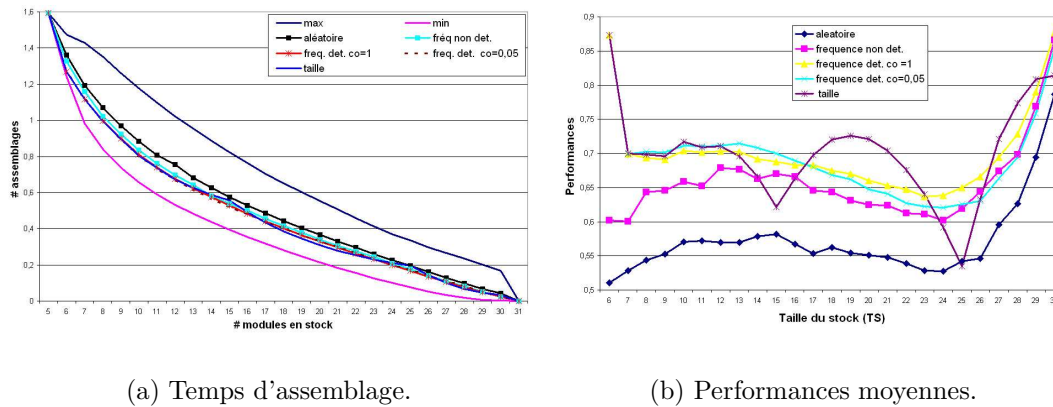 1,6
1,4
1,2
1
0,8
0,6
0,4
0,2
0
# assemblages
max
min
aléatoire
fréq non det.
freq. det. co=1
freq. det. co=0,05
taille
5 6 7 8 9 10 11 12 13 14 15 16 17 18 19 20 21 22 23 24 25 26 27 28 29 30 31
# modules en stock
0,9
0,85
0,8
0,75
0,7
0,65
0,6
0,55
0,5
Performances
aleatoire
frequence non det.
frequence det. co =1
frequence det. co=0,05
taille
6 7 8 9 10 11 12 13 14 15 16 17 18 19 20 21 22 23 24 25 26 27 28 29
Taille du stock (TS)
(a) Temps d'assemblage.
(b) Performances moyennes.